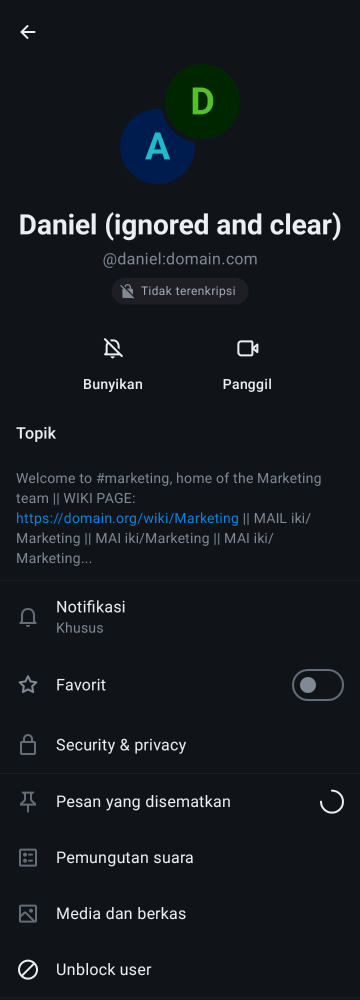 D
A
Daniel (ignored and clear)
@daniel:domain.com
Tidak terenkripsi
Bunyikan
Panggil
Topik
Welcome to #marketing, home of the Marketing
team || WIKI PAGE:
https://domain.org/wiki/Marketing || MAIL iki/
Marketing || MAI iki/Marketing || MAI iki/
Marketing...
Notifikasi
Khusus
Favorit
Security & privacy
Pesan yang disematkan
Pemungutan suara
Media dan berkas
Unblock user